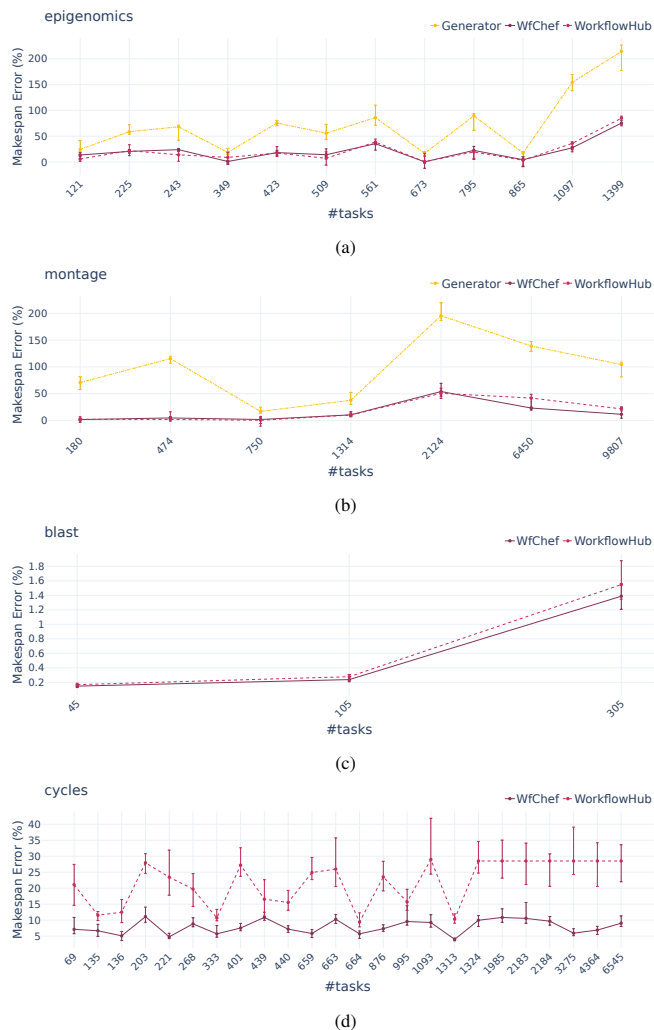 epigenomics
Generator WfChef WorkflowHub
Makespan Error (%)
200
150
100
50
0
121 225 243 349 423 509 561 673 795 865 1097 1399
#tasks
(a)
montage
Generator WfChef WorkflowHub
Makespan Error (%)
200
150
100
50
0
180 474 750 1314 2124 6450 9807
#tasks
(b)
blast
WfChef WorkflowHub
Makespan Error (%)
1.8
1.6
1.4
1.2
1
0.8
0.6
0.4
0.2
45 105 305
#tasks
(c)
cycles
WfChef WorkflowHub
Makespan Error (%)
40
35
30
25
20
15
10
5
69 135 136 203 221 268 333 401 439 440 659 663 664 876 995 1093 1313 1324 1985 2183 2184 3275 4364 6545
#tasks
(d)